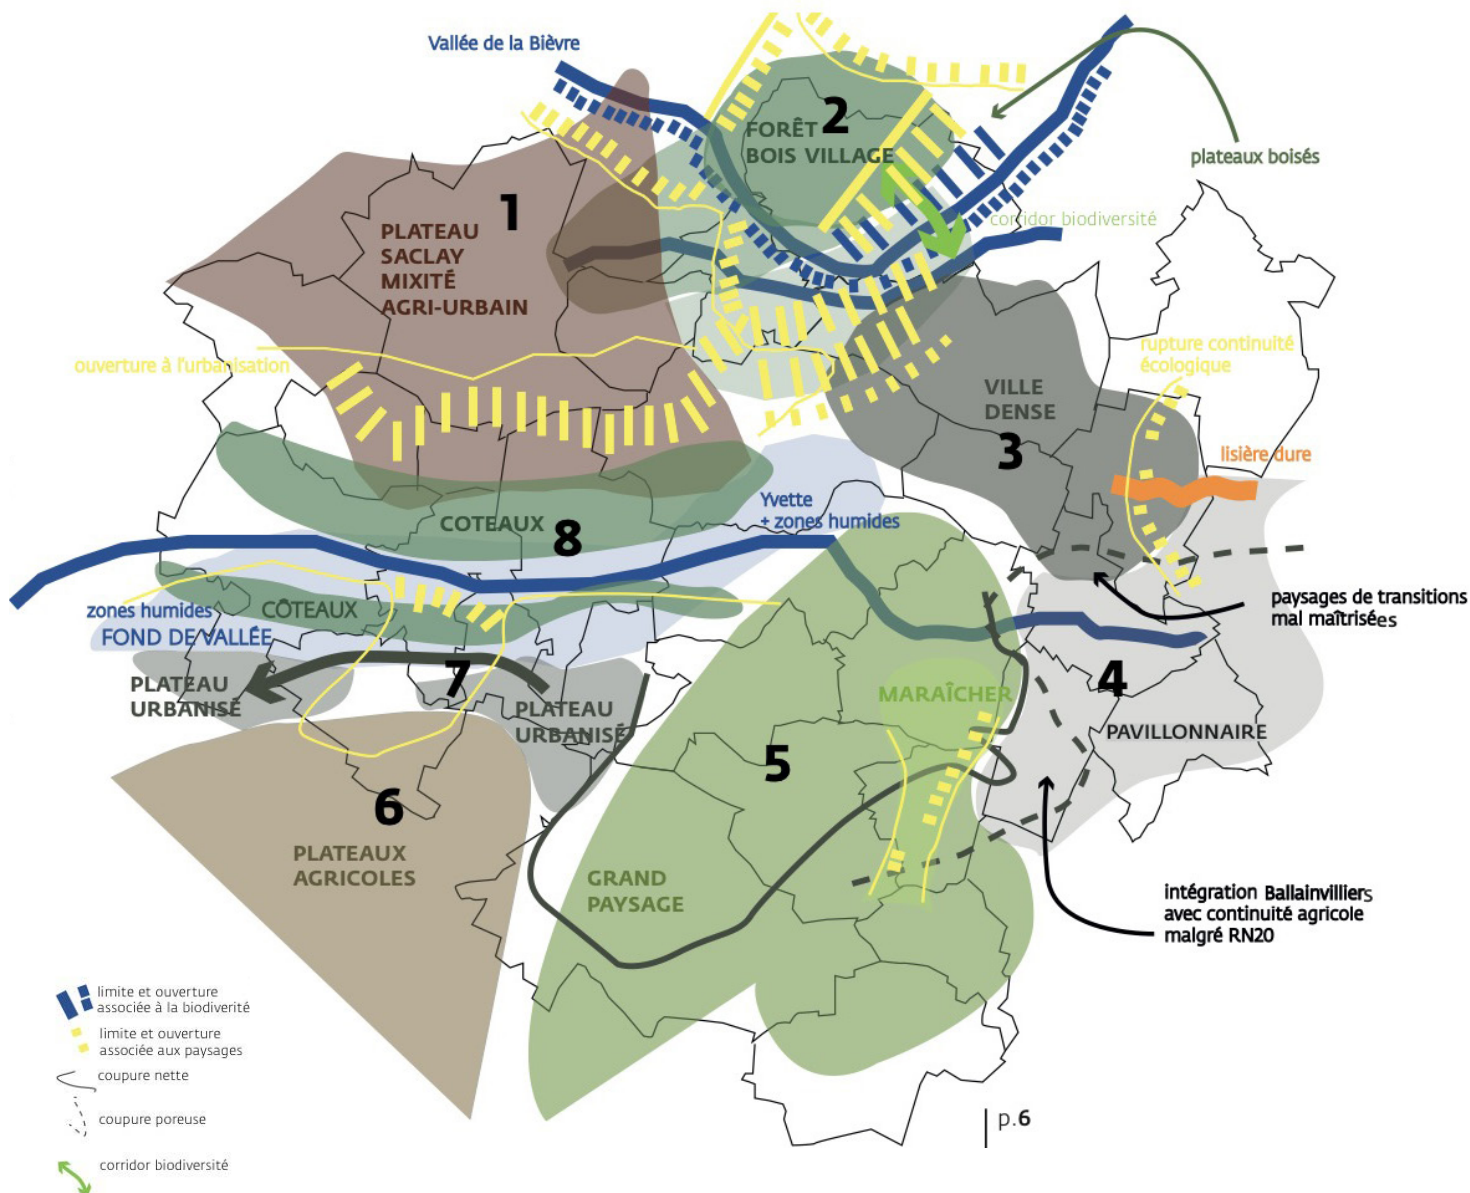 Vallée de la Bièvre
2
FORÊT
BOIS VILLAGE
plateaux boisés
1
PLATEAU
SACLAY
MIXITÉ
AGRI-URBAIN
corridor biodiversité
ouverture à l'urbanisation
rupture continuité
écologique
VILLE
DENSE
3
lisière dure
Yvette
+ zones humides
COTEAUX
8
zones humides
FOND DE VALLÉE
CÔTEAUX
paysages de transitions
mal maîtrisées
PLATEAU
URBANISÉ
7
PLATEAU
URBANISÉ
MARAÎCHER
4
PAVILLONNAIRE
5
6
PLATEAUX
AGRICOLES
GRAND
PAYSAGE
intégration Ballainvilliers
avec continuité agricole
malgré RN20
limite et ouverture
associée à la biodiverité
limite et ouverture
associée aux paysages
coupure nette
coupure poreuse
corridor biodiversité
p.6